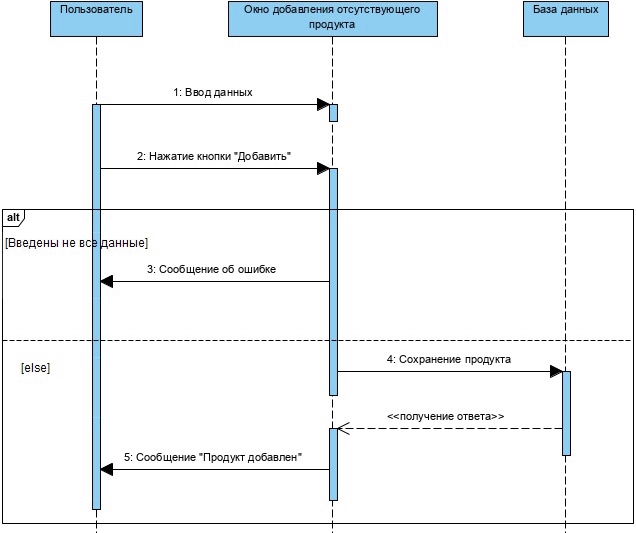 Пользователь
Окно добавления отсутствующего
продукта
База данных
1: Ввод данных
2: Нажатие кнопки "Добавить"
alt
[Введены не все данные]
3: Сообщение об ошибке
[else]
4: Сохранение продукта
<<получение ответа>>
5: Сообщение "Продукт добавлен"